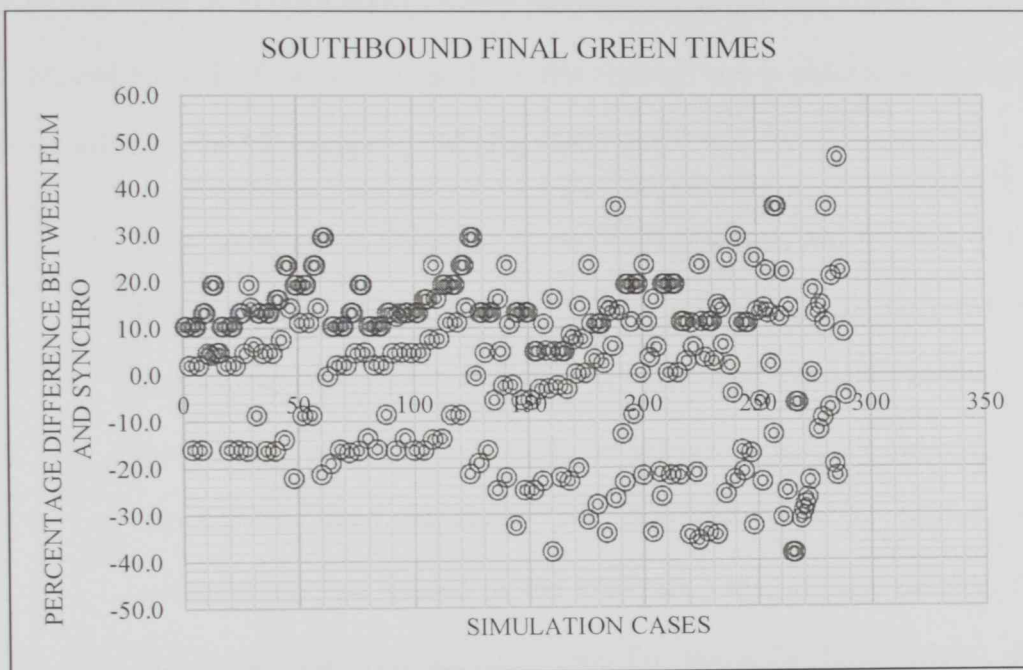 SOUTHBOUND FINAL GREEN TIMES
PERCENTAGE DIFFERENCE BETWEEN FLM
AND SYNCHRO
60.0
50.0
40.0
30.0
20.0
10.0
0.0
-10.0
-20.0
-30.0
-40.0
-50.0
0 50 100 150 200 250 300 350
SIMULATION CASES